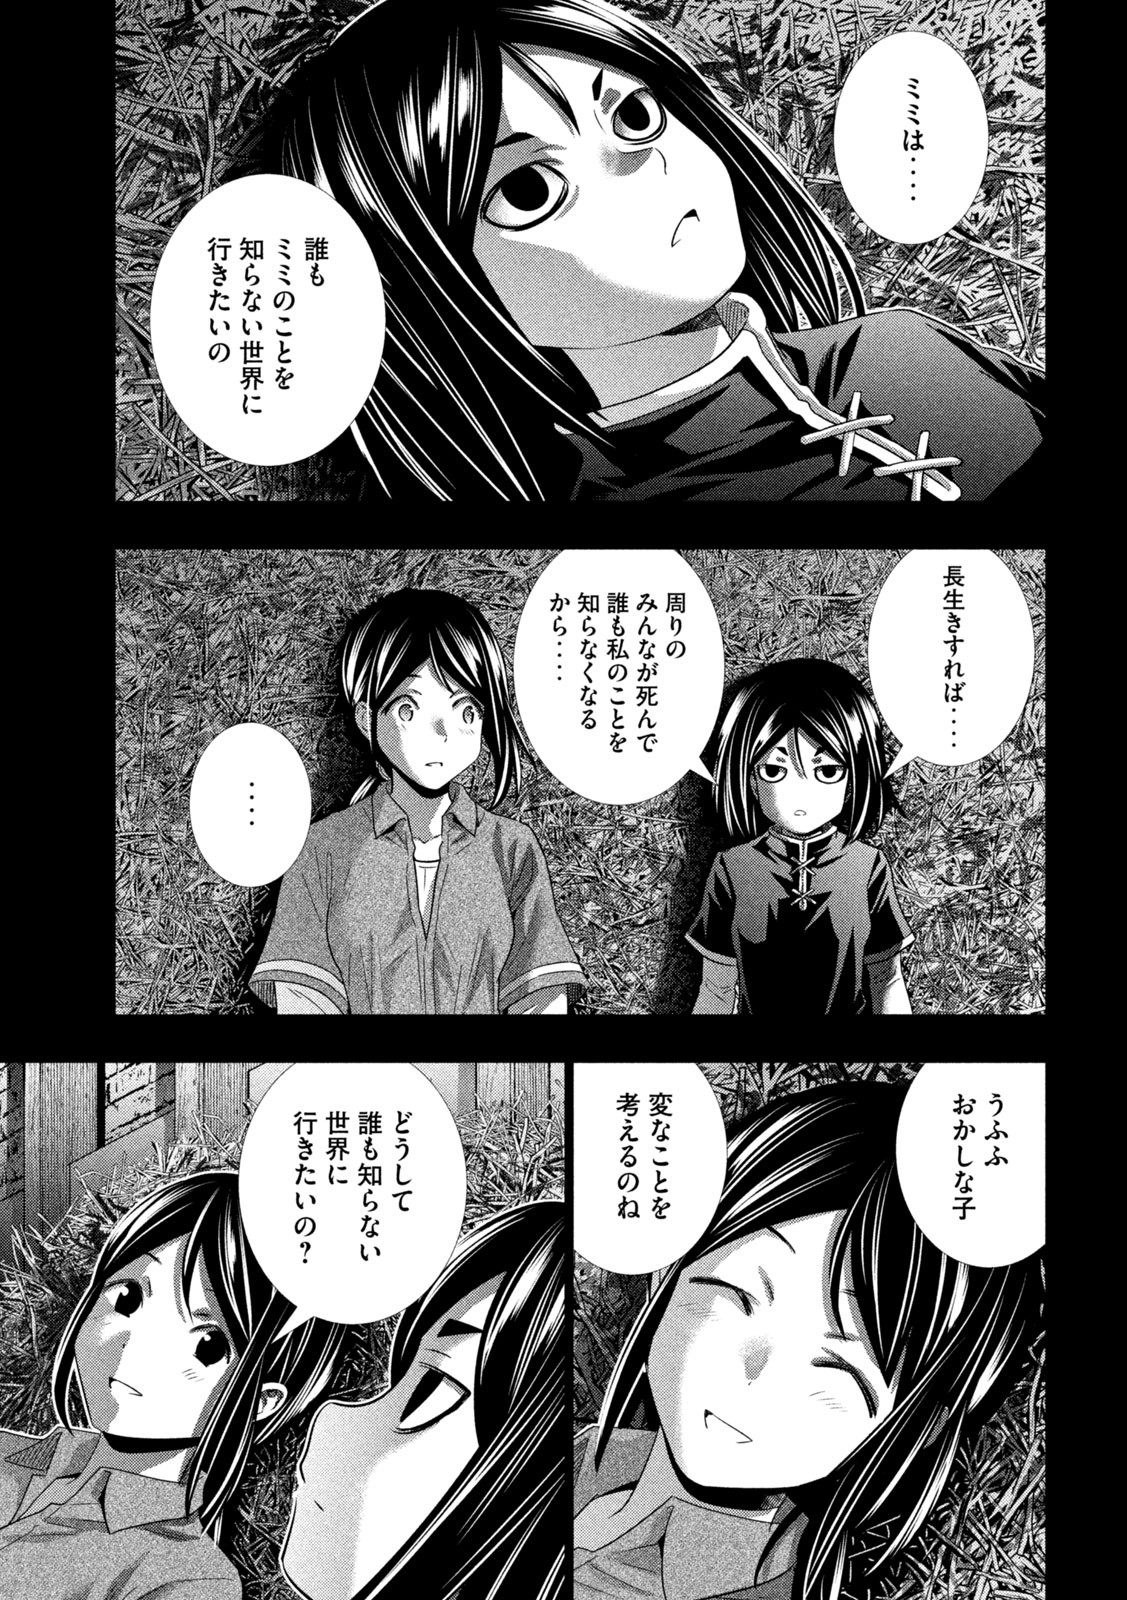 ミミは‥‥
誰も
ミミのことを
知らない世界に
行きたいの
長生きすれば‥‥
周りの
みんなが死んで
誰も私のことを
知らなくなる
から‥‥
‥‥
うふふ
おかしな子
変なことを
考えるのね
どうして
誰も知らない
世界に
行きたいの？